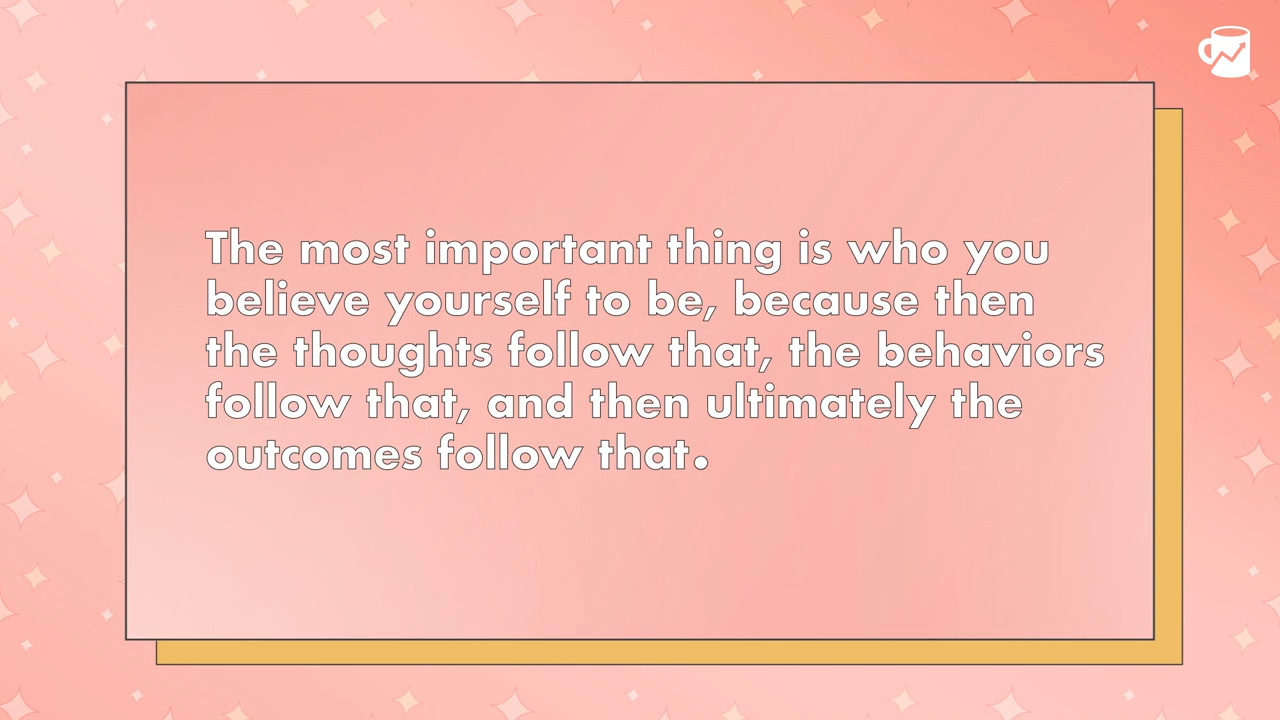 The most important thing is who you
believe yourself to be, because then
the thoughts follow that, the behaviors
follow that, and then ultimately the
outcomes follow that.